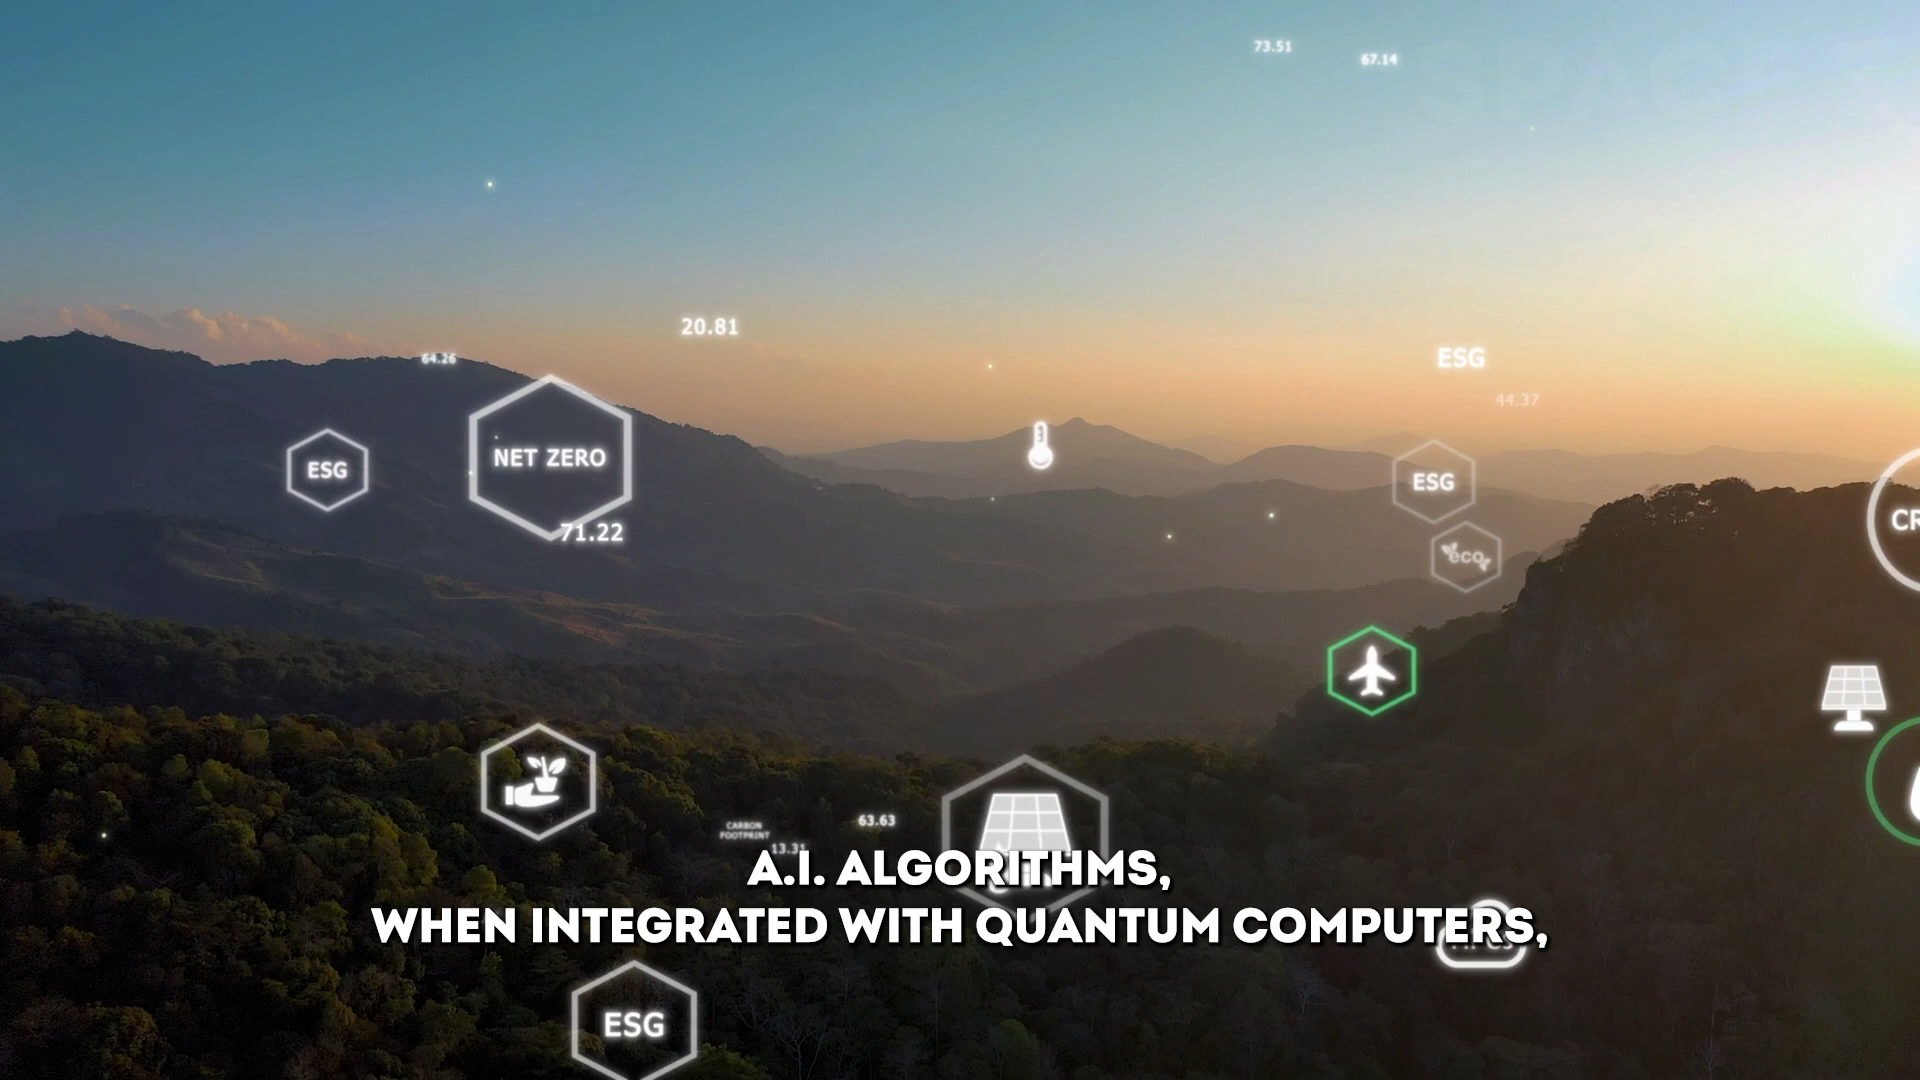 73.51
67.14
20.81
64.26
ESG
44.37
NET ZERO
ESG
ESG
71.22
CR
eco
CARBON
FOOTPRINT
63.63
13.31
A.I. ALGORITHMS,
WHEN INTEGRATED WITH QUANTUM COMPUTERS,
ESG